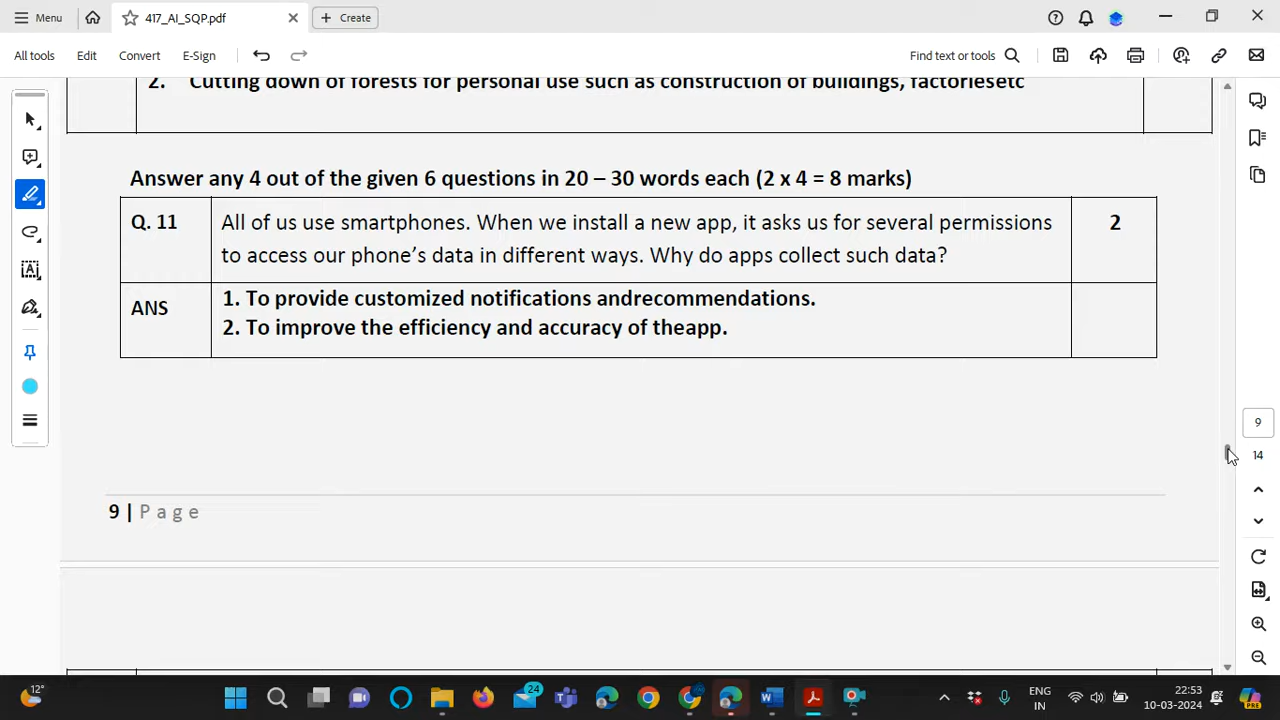 Menu
417_AI_SQP.pdf
Create
All tools
Edit
Convert
E-Sign
Find text or tools
2. Cutting down of forests for personal use such as construction of buildings, factoriesetc
Answer any 4 out of the given 6 questions in 20 – 30 words each (2 x 4 = 8 marks)
Q. 11
All of us use smartphones. When we install a new app, it asks us for several permissions
2
to access our phone's data in different ways. Why do apps collect such data?
ANS
1. To provide customized notifications andrecommendations.
2. To improve the efficiency and accuracy of theapp.
9 | Page
9
14
12°
24
ENG
IN
22:53
10-03-2024
PRE